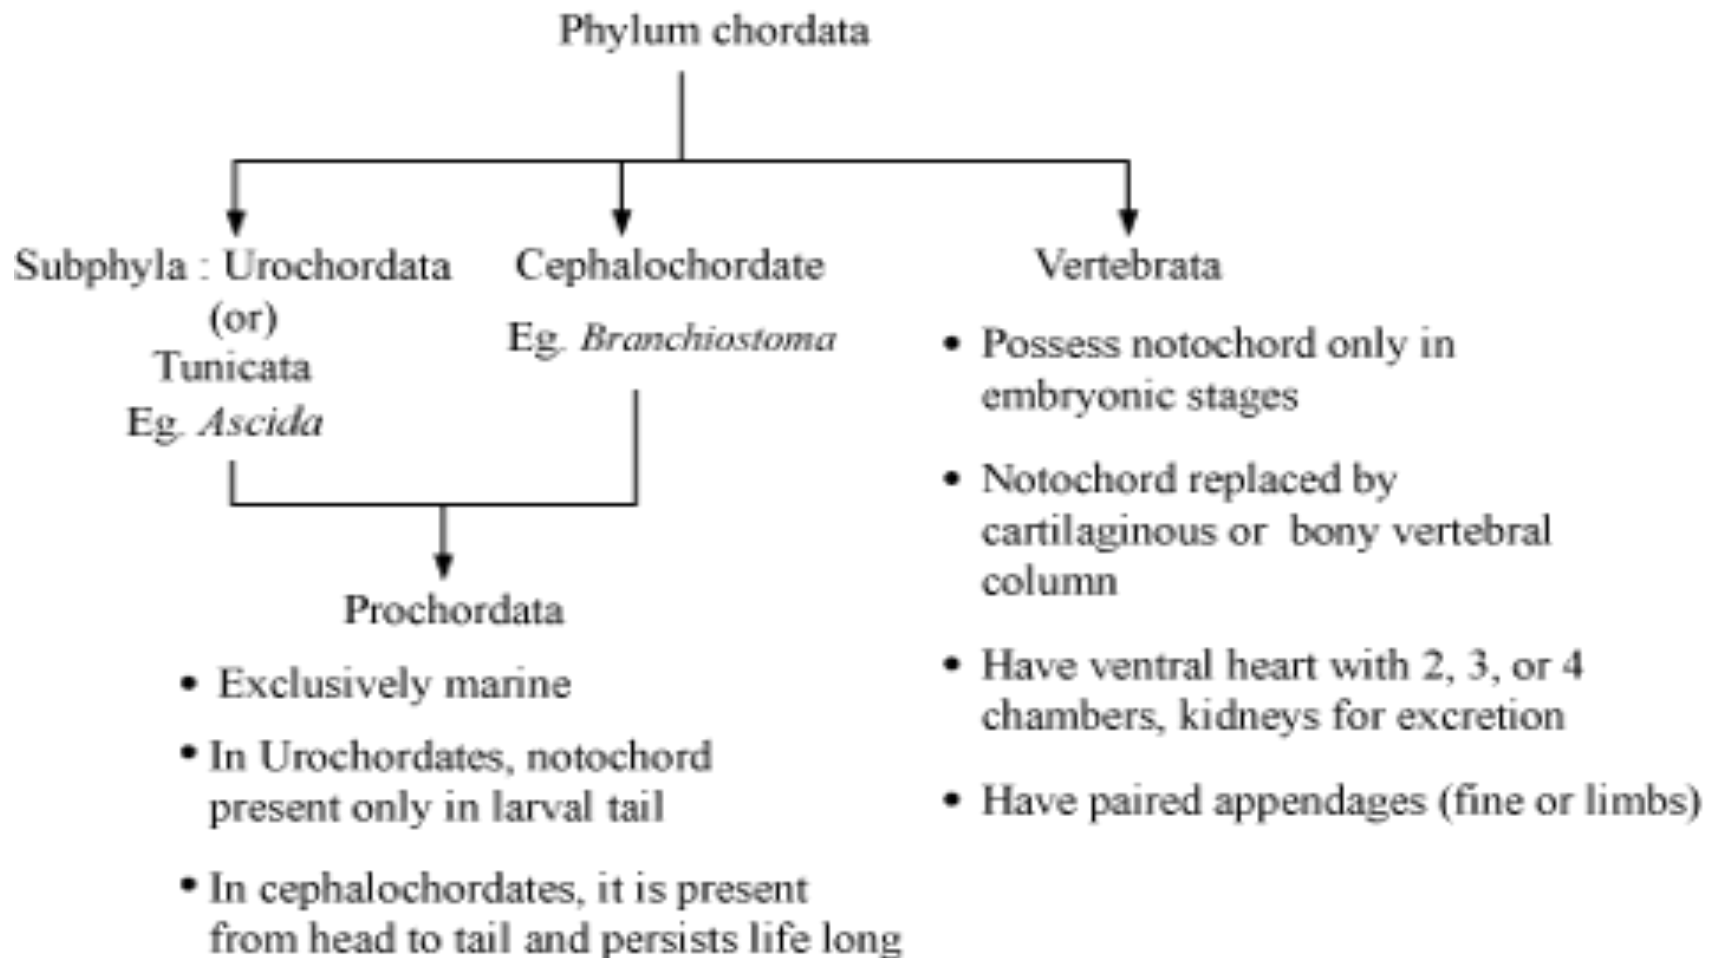 Phylum chordata
Subphyla : Urochordata
(or)
Tunicata
Eg. Ascida
Cephalochordate
Eg. Branchiostoma
Prochordata
• Exclusively marine
• In Urochordates, notochord
present only in larval tail
• In cephalochordates, it is present
from head to tail and persists life long
Vertebrata
• Possess notochord only in
embryonic stages
• Notochord replaced by
cartilaginous or bony vertebral
column
• Have ventral heart with 2, 3, or 4
chambers, kidneys for excretion
• Have paired appendages (fine or limbs)